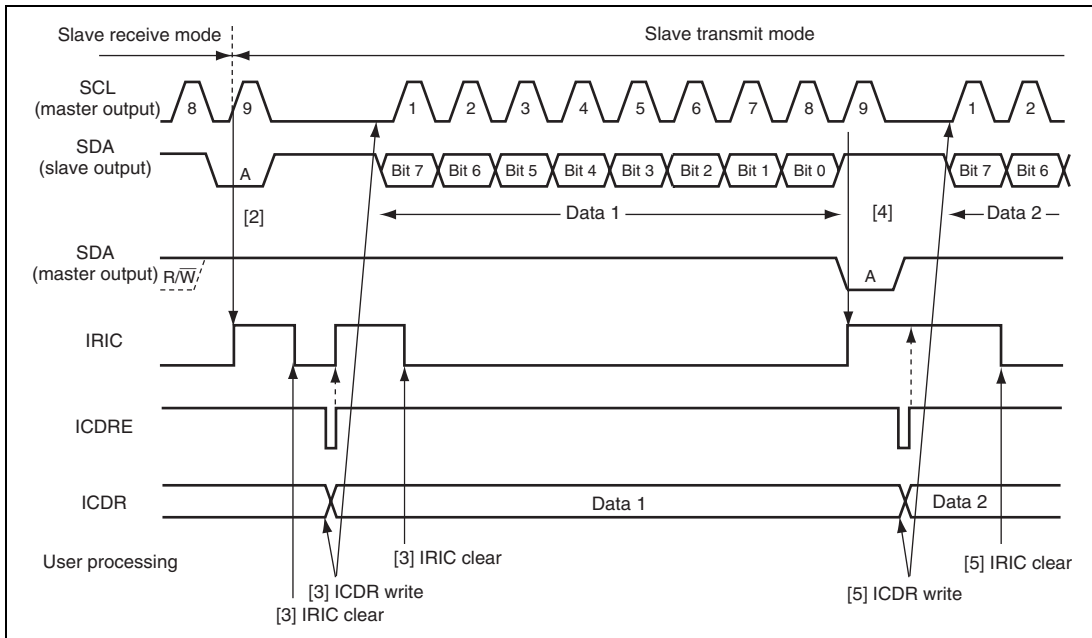 Slave receive mode Slave transmit mode
SCL
(master output) 8 9 1 2 3 4 5 6 7 8 9 1 2
SDA
(slave output) A Bit 7 Bit 6 Bit 5 Bit 4 Bit 3 Bit 2 Bit 1 Bit 0 Bit 7 Bit 6
[2] Data 1 [4] Data 2
SDA
(master output) R/W̅ A
IRIC
ICDRE
ICDR Data 1 Data 2
User processing
[3] IRIC clear
[5] IRIC clear
[3] ICDR write
[5] ICDR write
[3] IRIC clear